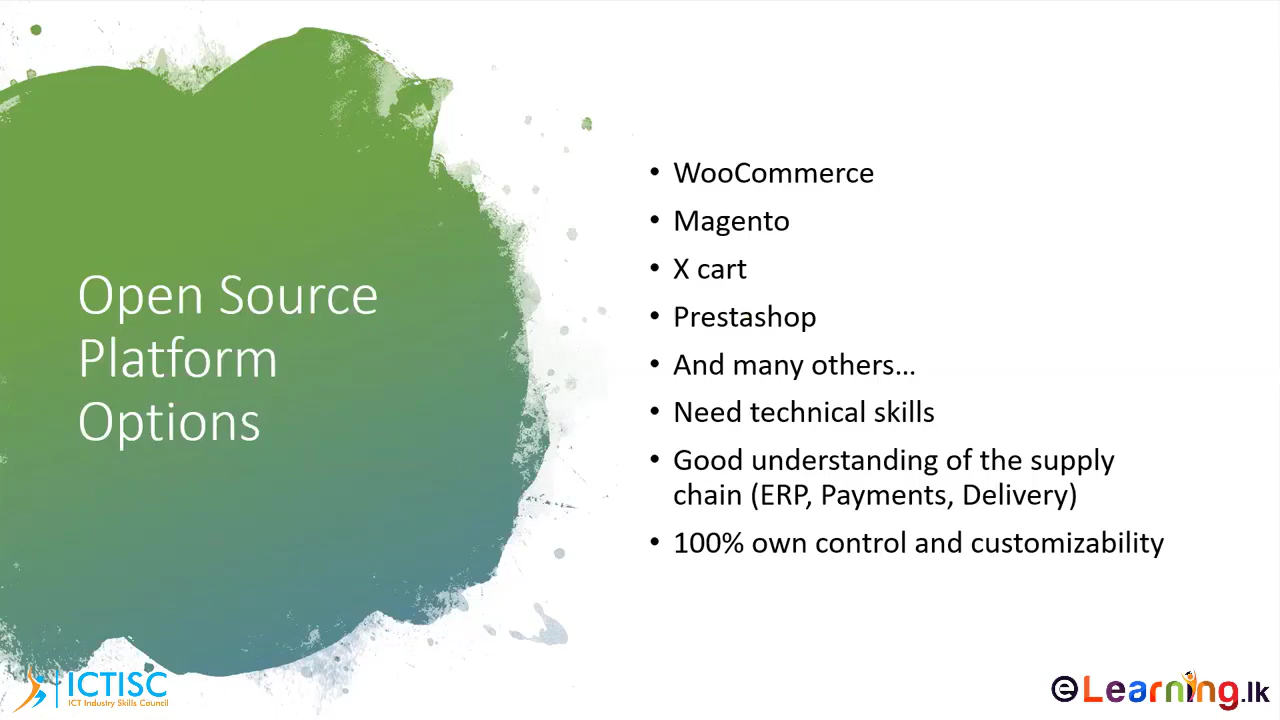 Open Source
Platform
Options
• WooCommerce
• Magento
• X cart
• Prestashop
• And many others...
• Need technical skills
• Good understanding of the supply
chain (ERP, Payments, Delivery)
• 100% own control and customizability
ICTISC
ICT Industry Skills Council
eLearning.lk